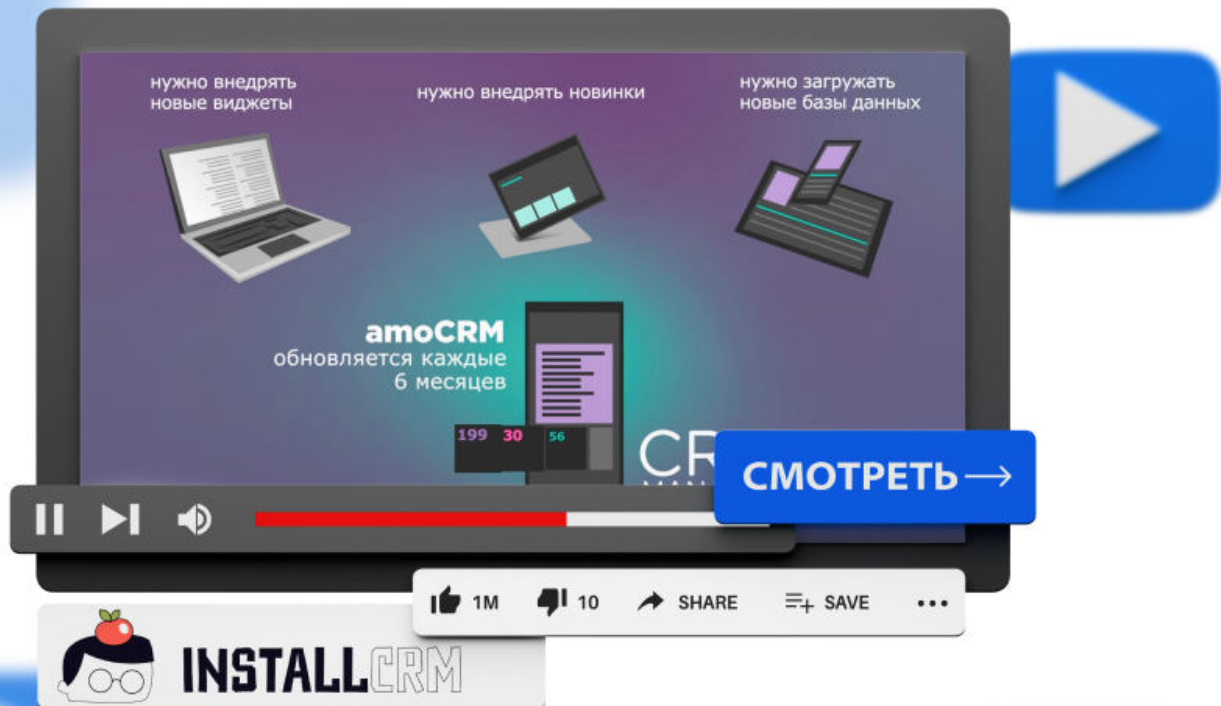 нужно внедрять
новые виджеты
нужно внедрять новинки
нужно загружать
новые базы данных
amoCRM
обновляется каждые
6 месяцев
199 30 56
СМОТРЕТЬ
1M 10 SHARE SAVE
INSTALLCRM